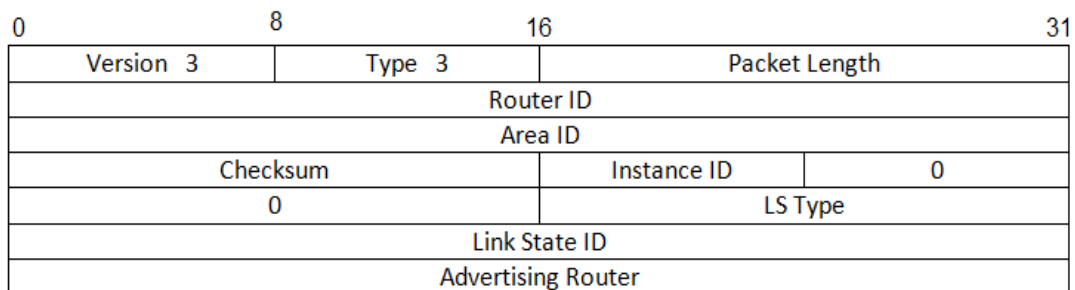 0 8 16 31
Version 3 Type 3 Packet Length
Router ID
Area ID
Checksum Instance ID 0
0 LS Type
Link State ID
Advertising Router